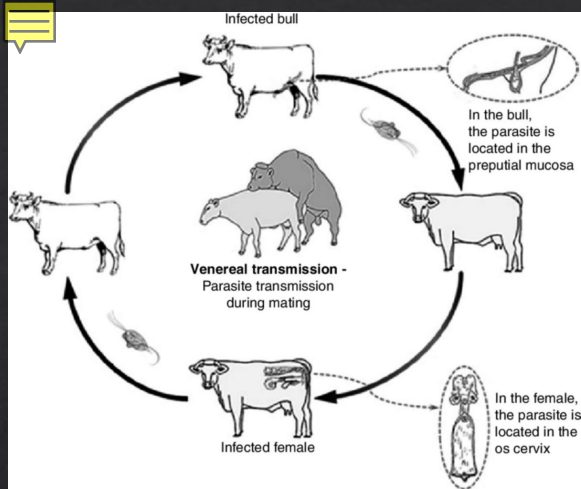 Infected bull
In the bull,
the parasite is
located in the
preputial mucosa
Venereal transmission -
Parasite transmission
during mating
Infected female
In the female,
the parasite is
located in the
os cervix